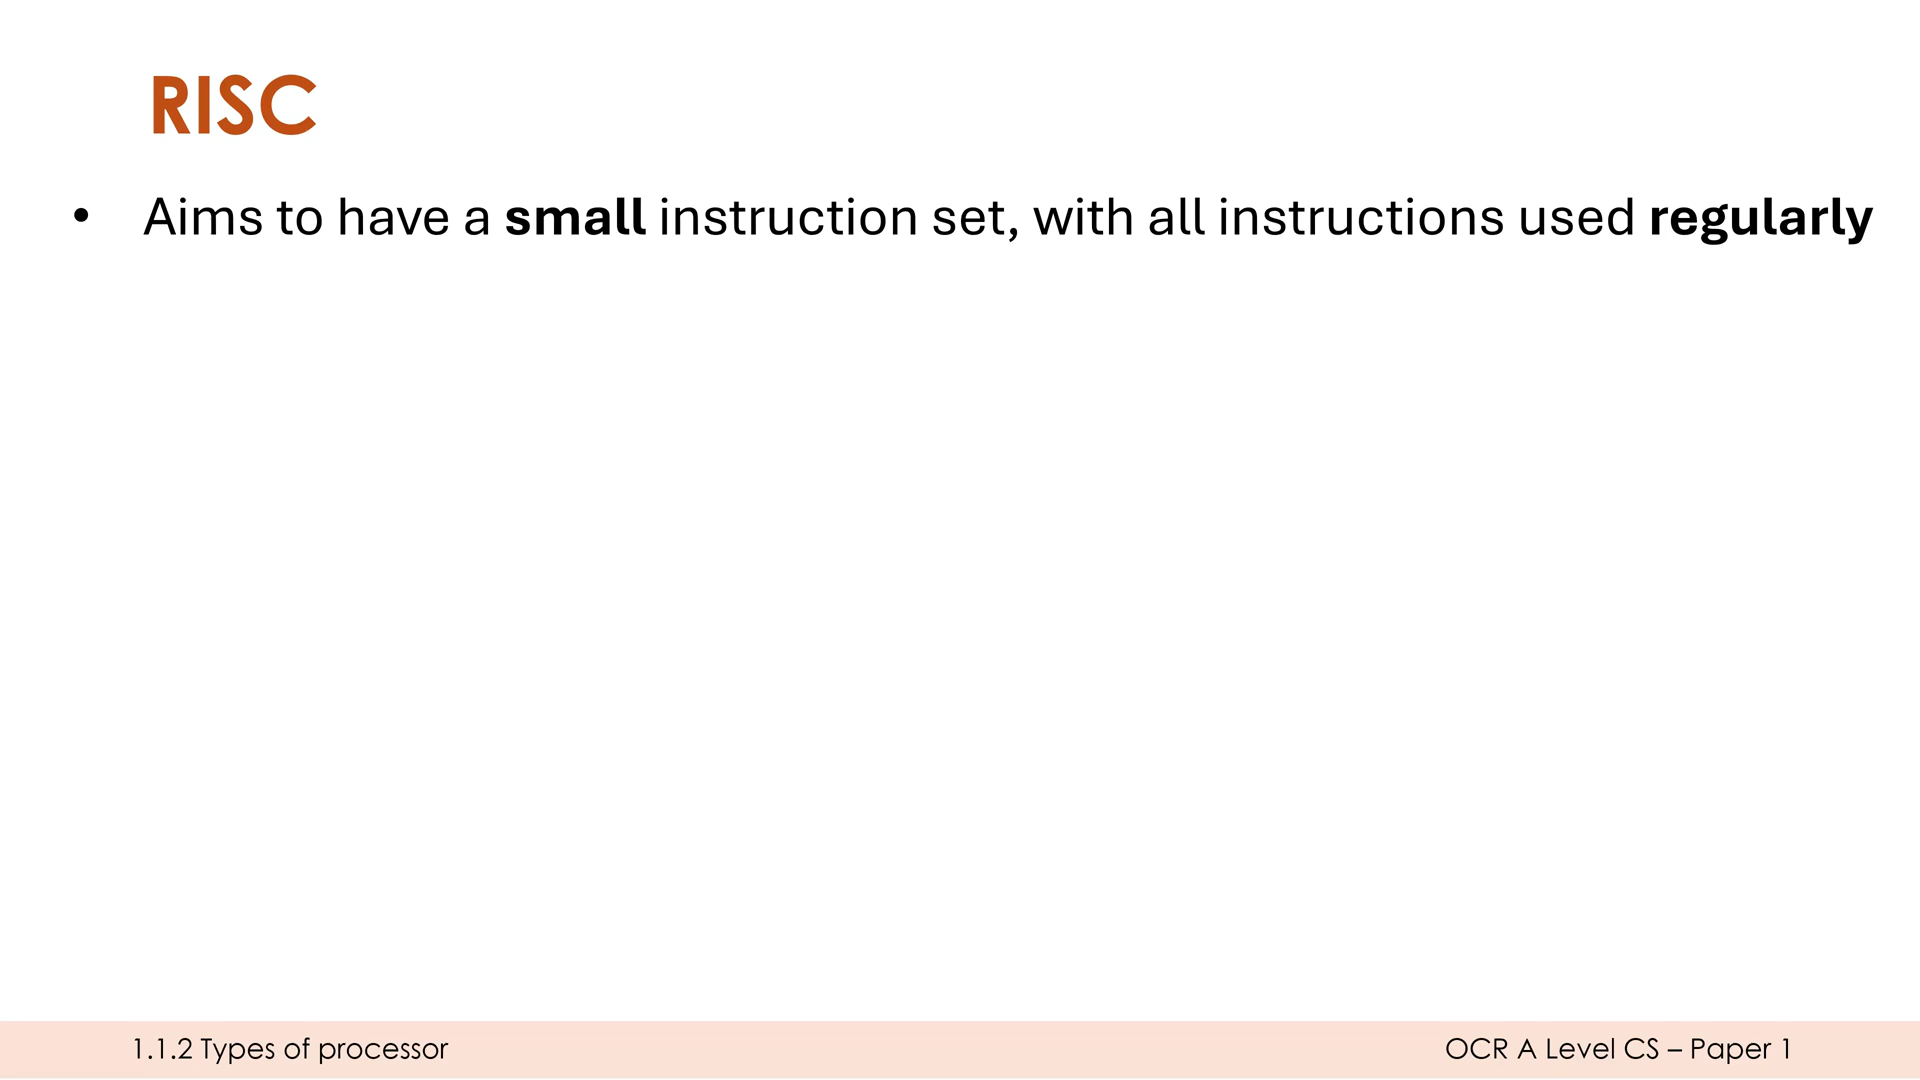 RISC
• Aims to have a small instruction set, with all instructions used regularly
1.1.2 Types of processor
OCR A Level CS – Paper 1